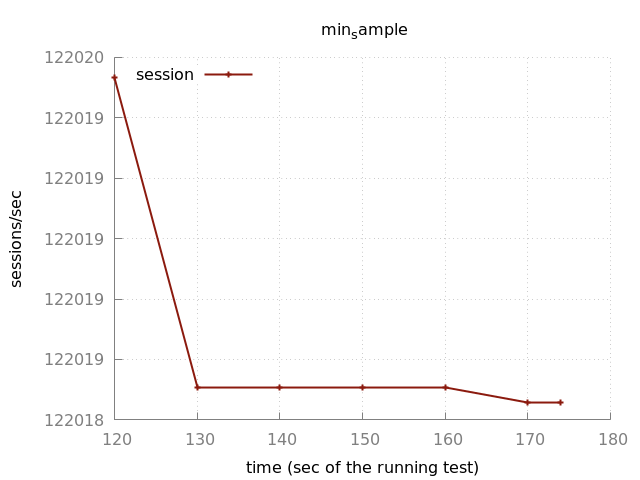 minsample
122020
session
122019
122019
122019
122019
122019
122018
sessions/sec
120 130 140 150 160 170 180
time (sec of the running test)